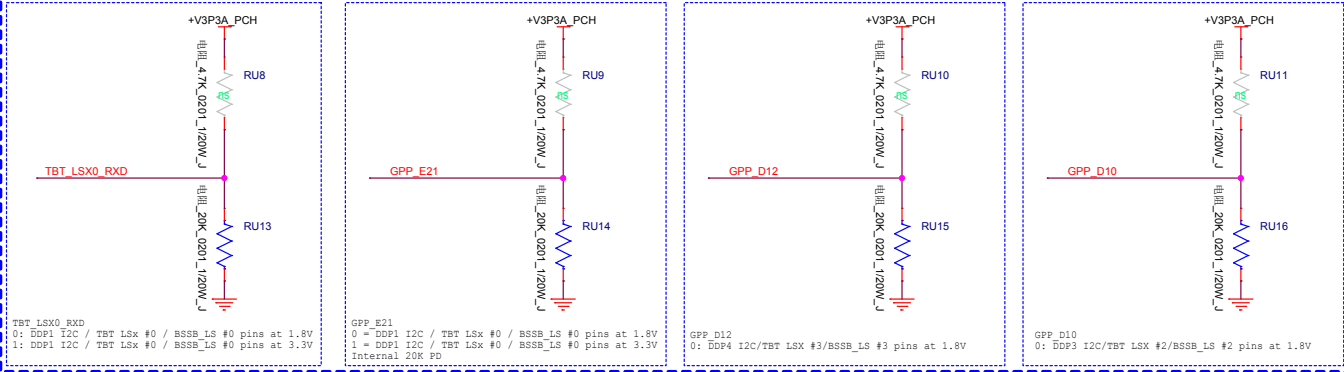 +V3P3A_PCH
电阻_4.7K_0201_1/20W_J
RU8
ns
TBT_LSX0_RXD
电阻_20K_0201_1/20W_J
RU13
TBT_LSX0_RXD
0: DDP1 I2C / TBT LSx #0 / BSSB_LS #0 pins at 1.8V
1: DDP1 I2C / TBT LSx #0 / BSSB_LS #0 pins at 3.3V
+V3P3A_PCH
电阻_4.7K_0201_1/20W_J
RU9
ns
GPP_E21
电阻_20K_0201_1/20W_J
RU14
GPP_E21
0 = DDP1 I2C / TBT LSx #0 / BSSB_LS #0 pins at 1.8V
1 = DDP1 I2C / TBT LSx #0 / BSSB_LS #0 pins at 3.3V
Internal 20K PD
+V3P3A_PCH
电阻_4.7K_0201_1/20W_J
RU10
ns
GPP_D12
电阻_20K_0201_1/20W_J
RU15
GPP_D12
0: DDP4 I2C/TBT LSX #3/BSSB_LS #3 pins at 1.8V
+V3P3A_PCH
电阻_4.7K_0201_1/20W_J
RU11
ns
GPP_D10
电阻_20K_0201_1/20W_J
RU16
GPP_D10
0: DDP3 I2C/TBT LSX #2/BSSB_LS #2 pins at 1.8V